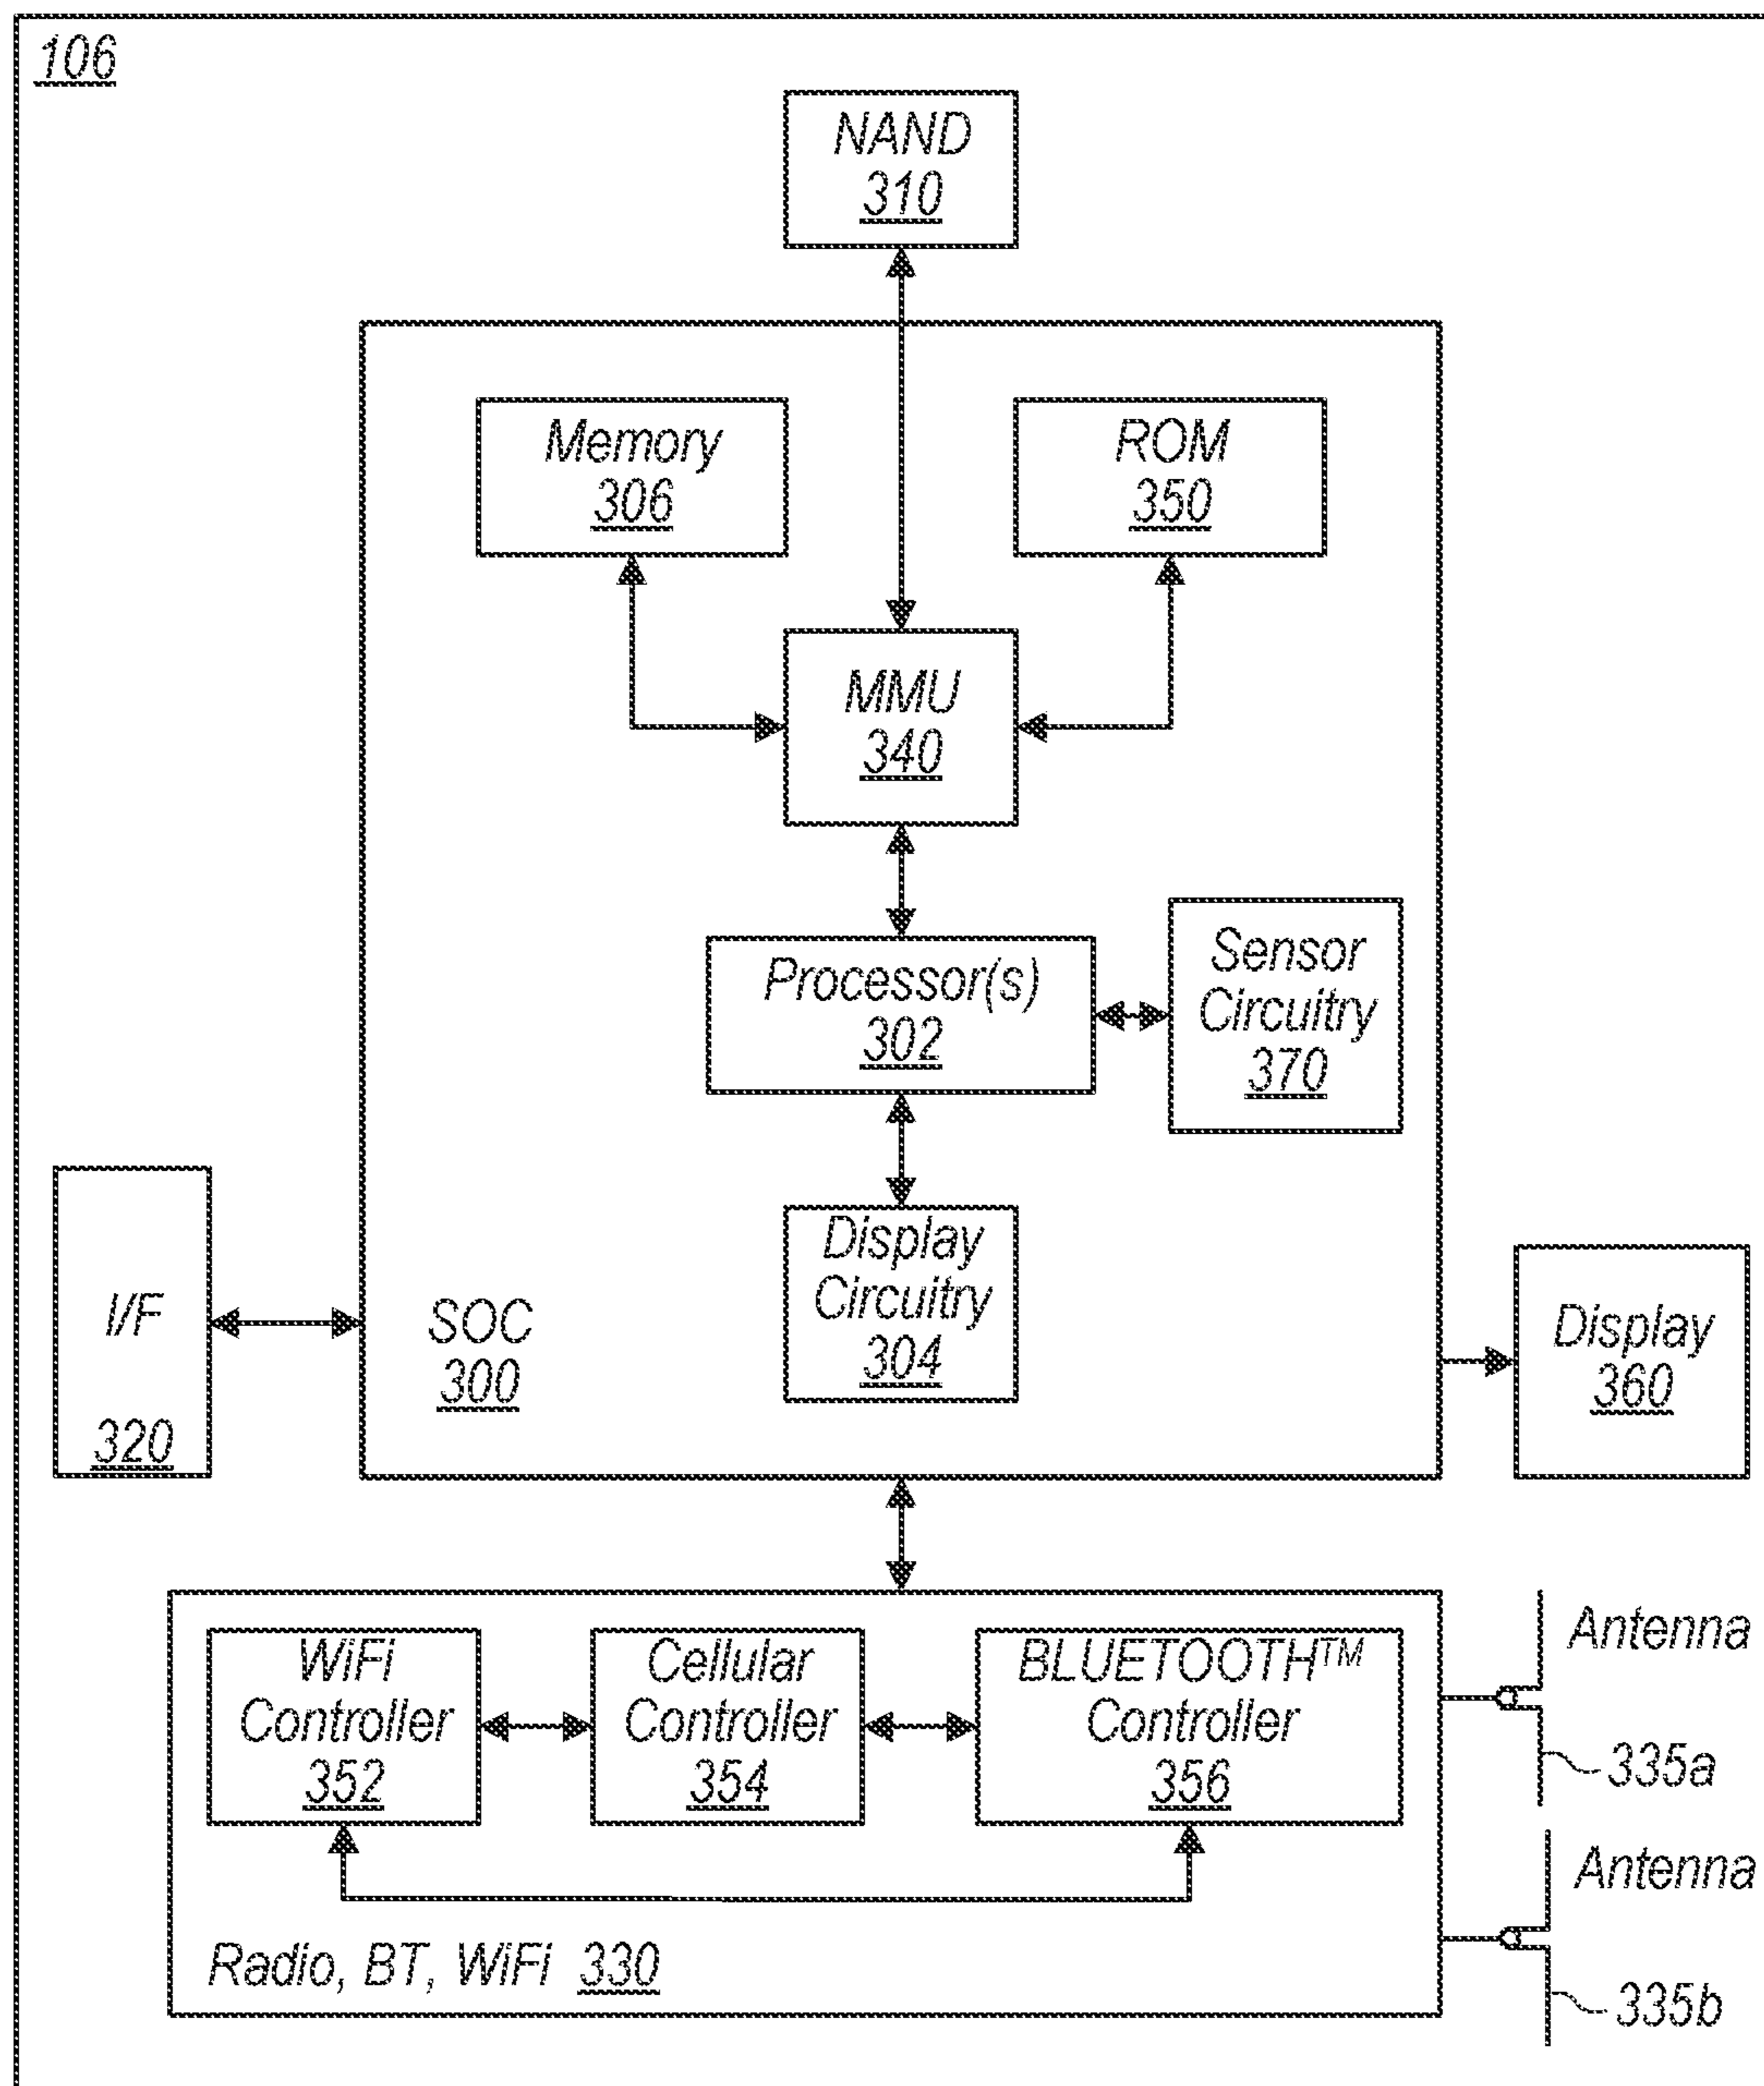 106
NAND
310
Memory
306
ROM
350
MMU
340
Processor(s)
302
Sensor
Circuitry
370
Display
Circuitry
304
I/F
320
SOC
300
Display
360
WiFi
Controller
352
Cellular
Controller
354
BLUETOOTH™
Controller
356
Radio, BT, WiFi 330
Antenna
335a
Antenna
335b